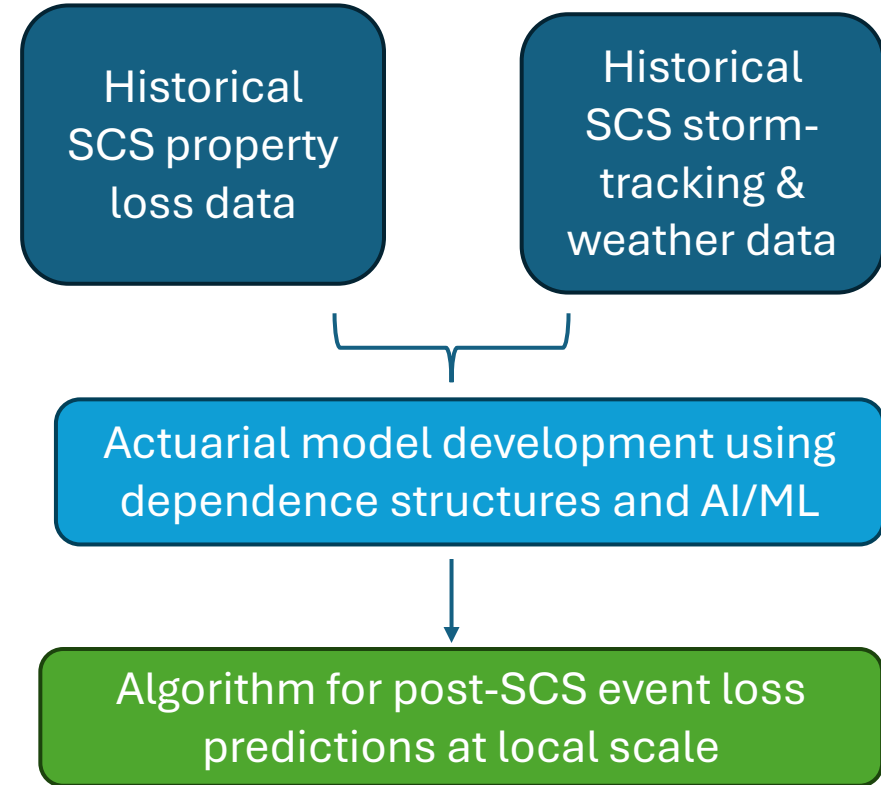 Historical
SCS property
loss data
Historical
SCS storm-
tracking &
weather data
Actuarial model development using
dependence structures and AI/ML
Algorithm for post-SCS event loss
predictions at local scale